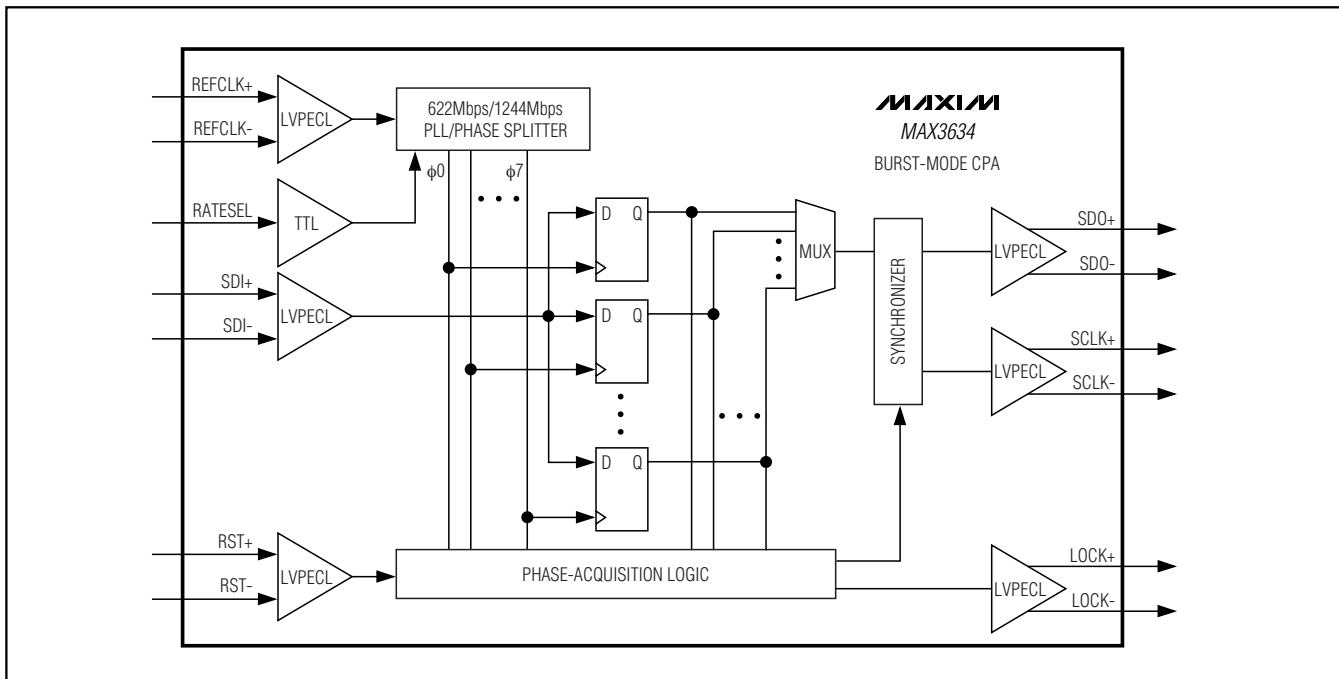 REFCLK+
REFCLK-
LVPECL
622Mbps/1244Mbps
PLL/PHASE SPLITTER
MAXIM
MAX3634
BURST-MODE CPA
ϕ0
ϕ7
RATESEL
TTL
D Q
MUX
SYNCHRONIZER
LVPECL
SDO+
SDO-
SDI+
SDI-
LVPECL
D Q
LVPECL
SCLK+
SCLK-
D Q
RST+
RST-
LVPECL
PHASE-ACQUISITION LOGIC
LVPECL
LOCK+
LOCK-